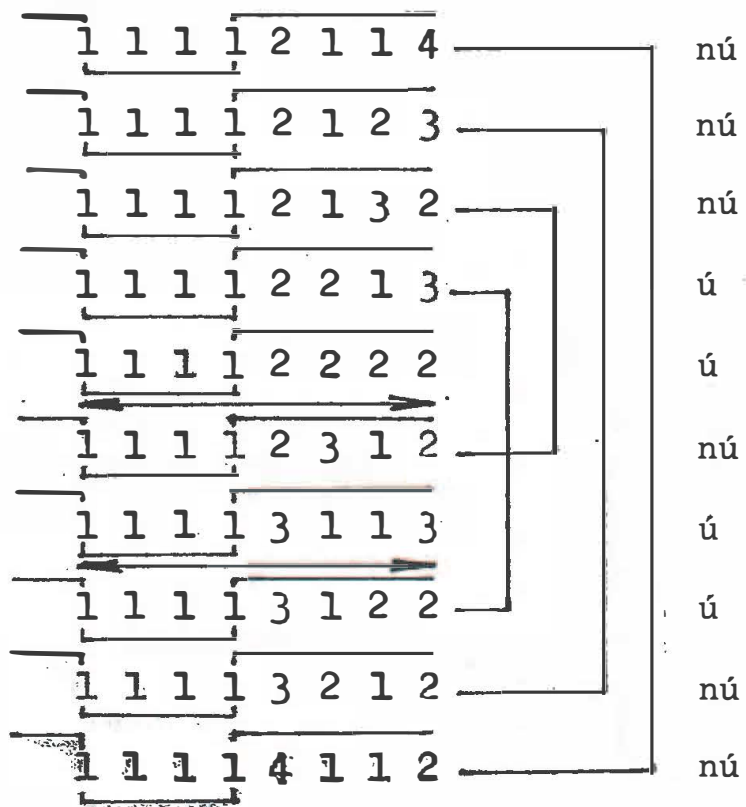 1 1 1 1 2 1 1 4 nú
1 1 1 1 2 1 2 3 nú
1 1 1 1 2 1 3 2 nú
1 1 1 1 2 2 1 3 ú
1 1 1 1 2 2 2 2 ú
1 1 1 1 2 3 1 2 nú
1 1 1 1 3 1 1 3 ú
1 1 1 1 3 1 2 2 ú
1 1 1 1 3 2 1 2 nú
1 1 1 1 4 1 1 2 nú